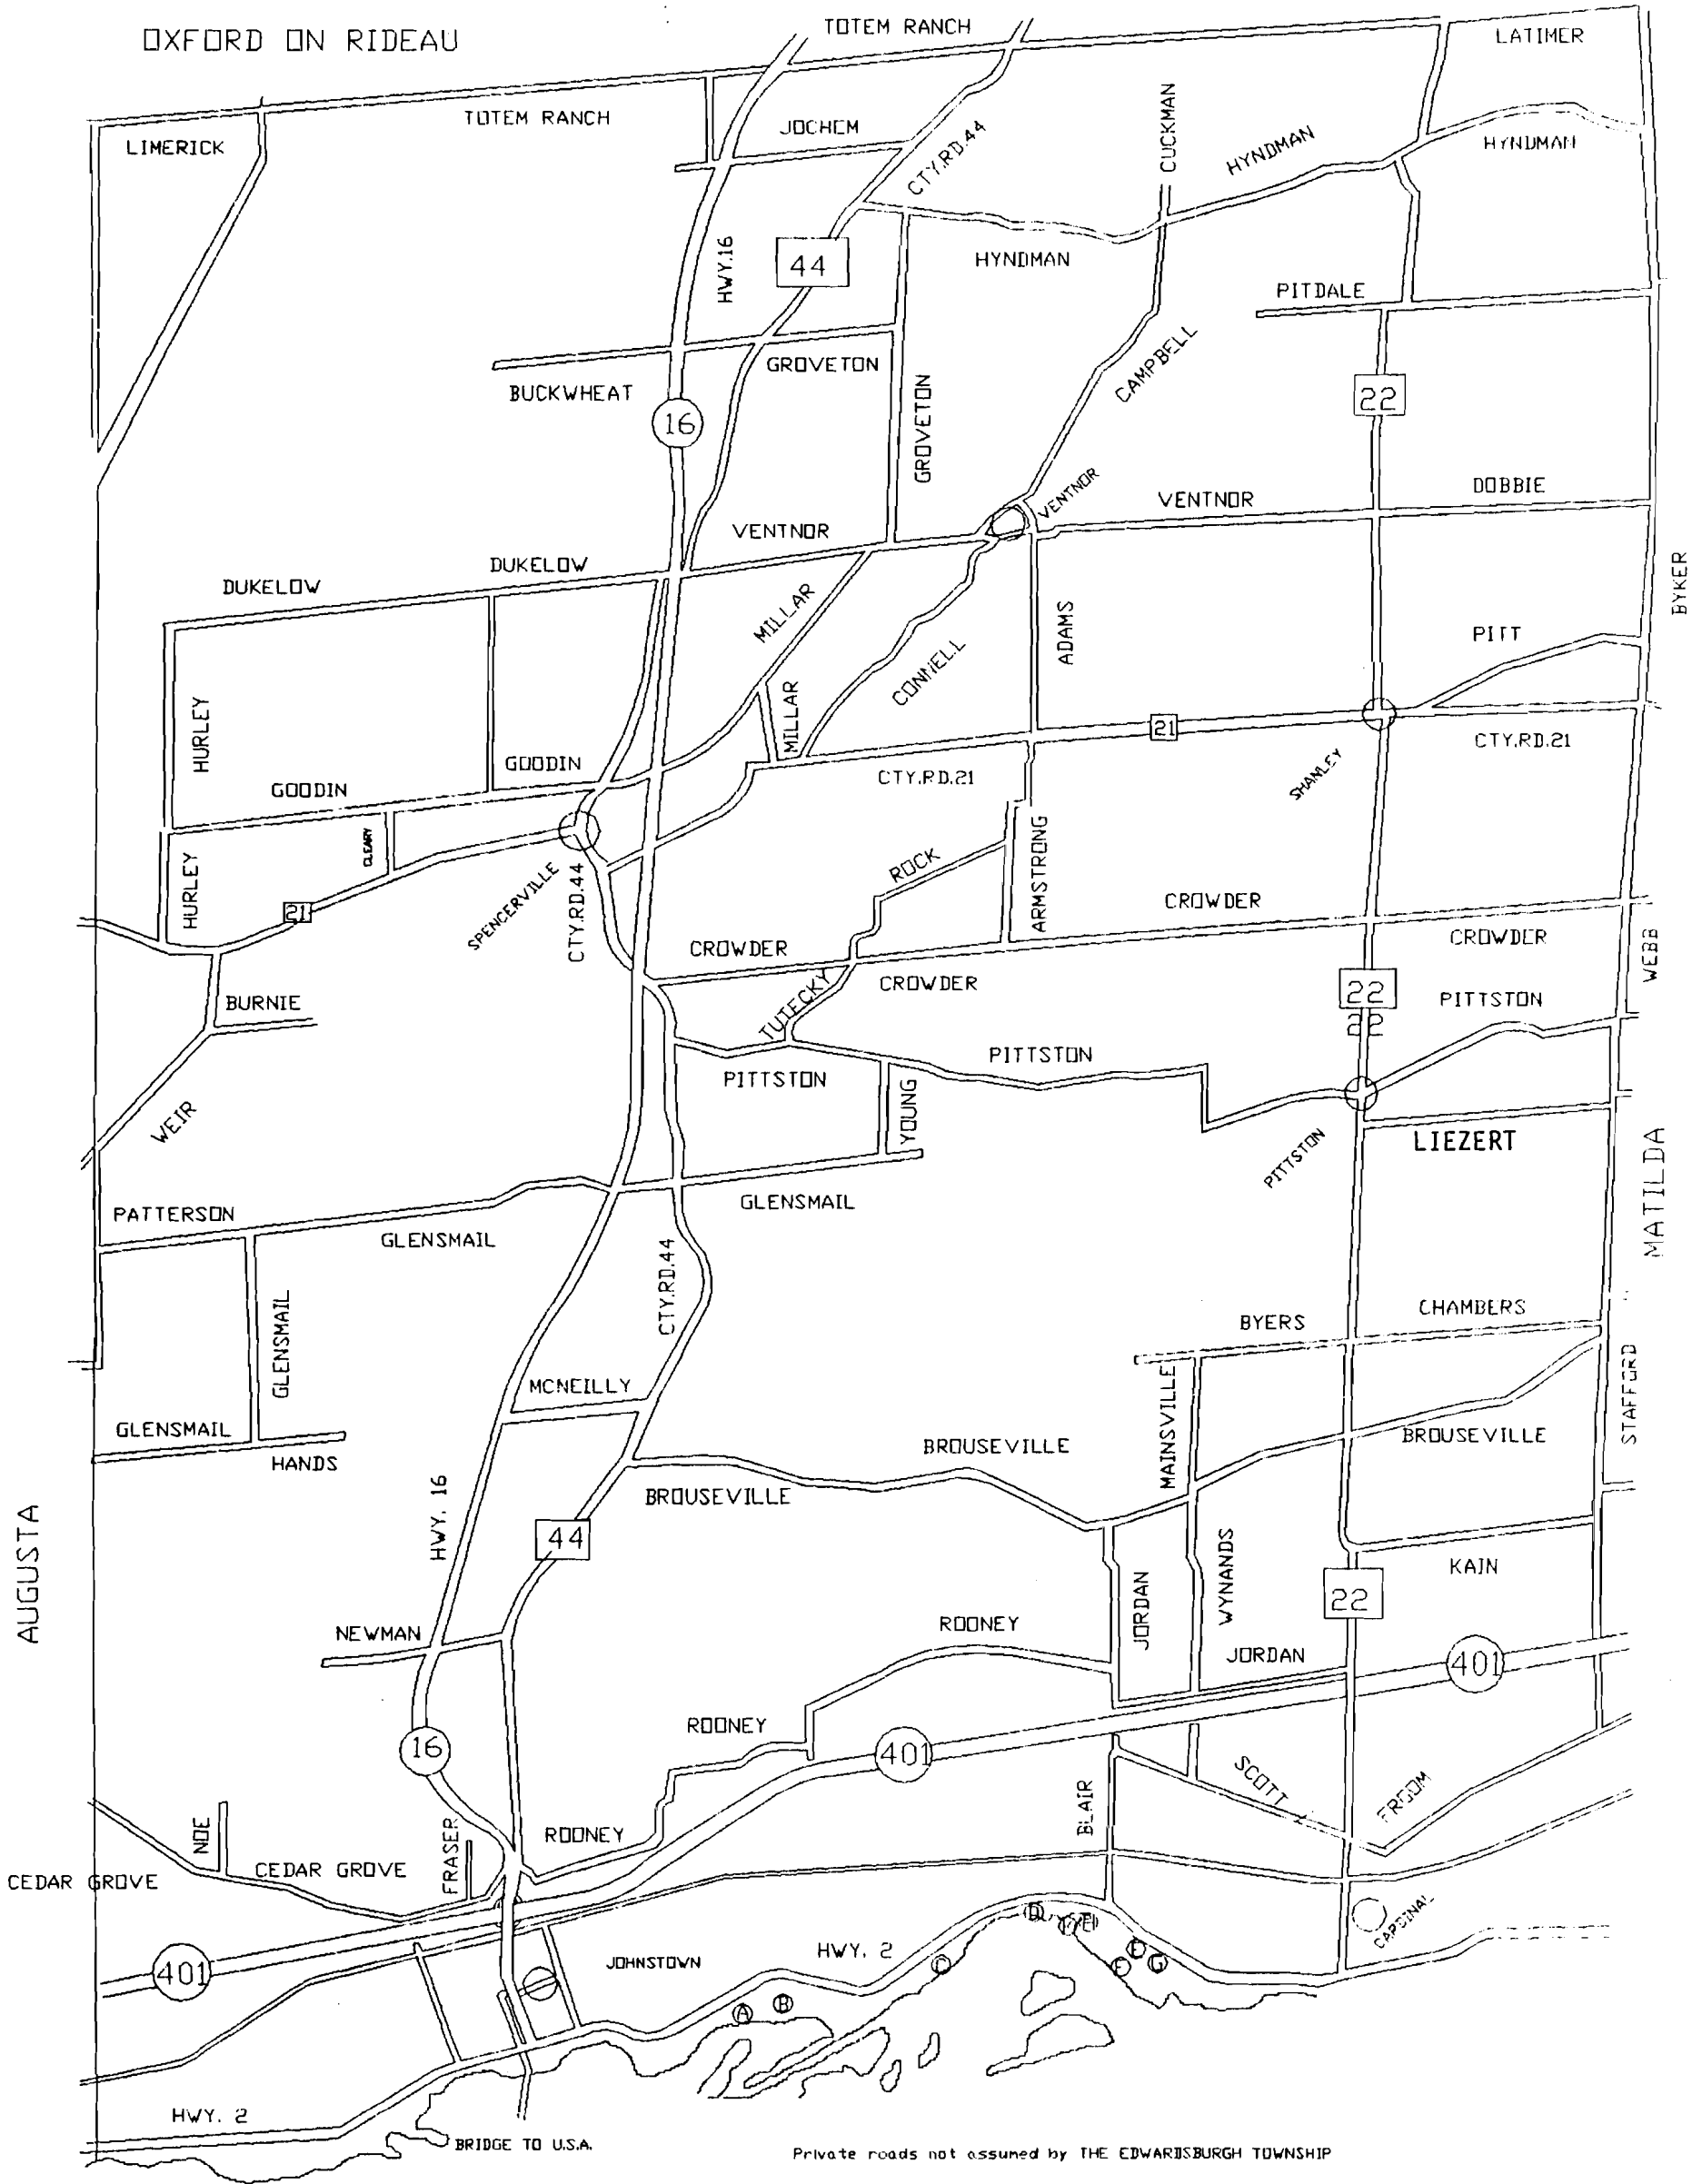 OXFORD ON RIDEAU
TOTEM RANCH
LATIMER
LIMERICK
TOTEM RANCH
JOCHEM
CTY.RD.44
CUCKMAN
HYNDMAN
HYNDMAN
HWY.16
44
HYNDMAN
PITDALE
BUCKWHEAT
GROVETON
CAMPBELL
22
16
GROVETON
VENTNOR
VENTNOR
DOBBIE
VENTNOR
DUKELOW
DUKELOW
BYKER
MILLAR
ADAMS
PITT
CONNELL
HURLEY
MILLAR
21
CTY.RD.21
GOODIN
GOODIN
CTY.RD.21
SHANLEY
CLEARY
ROCK
ARMSTRONG
HURLEY
21
SPENCERVILLE
CTY.RD.44
CROWDER
CROWDER
CROWDER
CROWDER
WEBB
BURNIE
TUTECKY
22
22
PITTSTON
PITTSTON
PITTSTON
YOUNG
WEIR
LIEZERT
PITTSTON
MATILDA
PATTERSON
GLENSMAIL
GLENSMAIL
CTY.RD.44
GLENSMAIL
BYERS
CHAMBERS
STAFFORD
MCNEILLY
MAINSVILLE
GLENSMAIL
HANDS
BROUSEVILLE
BROUSEVILLE
BROUSEVILLE
AUGUSTA
HWY. 16
44
WYNANDS
KAIN
JORDAN
22
NEWMAN
ROONEY
JORDAN
401
ROONEY
16
401
SCOTT
FROOM
BLAIR
NOE
FRASER
ROONEY
CEDAR GROVE
CEDAR GROVE
CARDINAL
D
E
HWY. 2
F
F
G
C
401
JOHNSTOWN
A
B
HWY. 2
BRIDGE TO U.S.A.
Private roads not assumed by THE EDWARDSBURGH TOWNSHIP